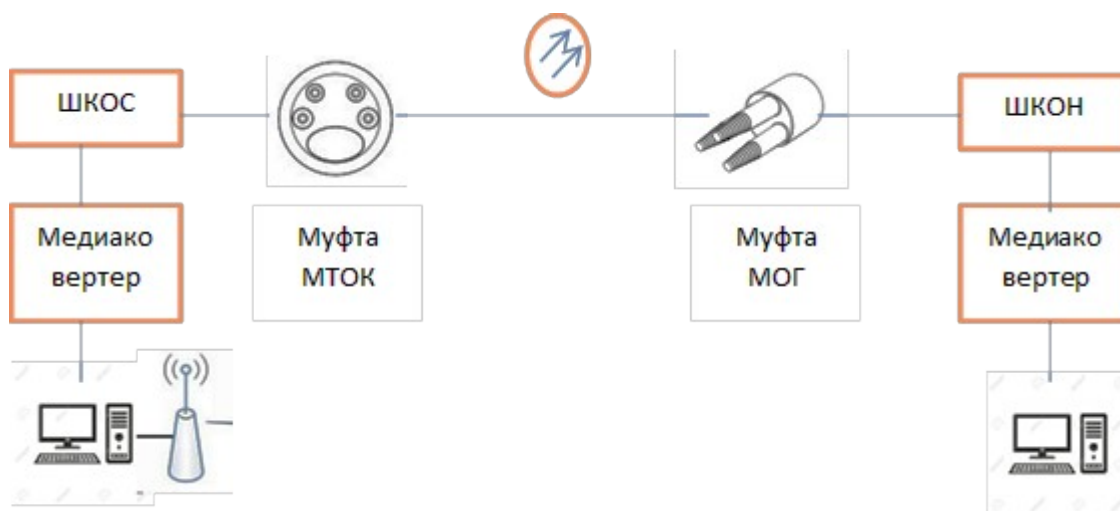 ШКОС
ШКОН
Медиако
вертер
Муфта
МТОК
Муфта
МОГ
Медиако
вертер